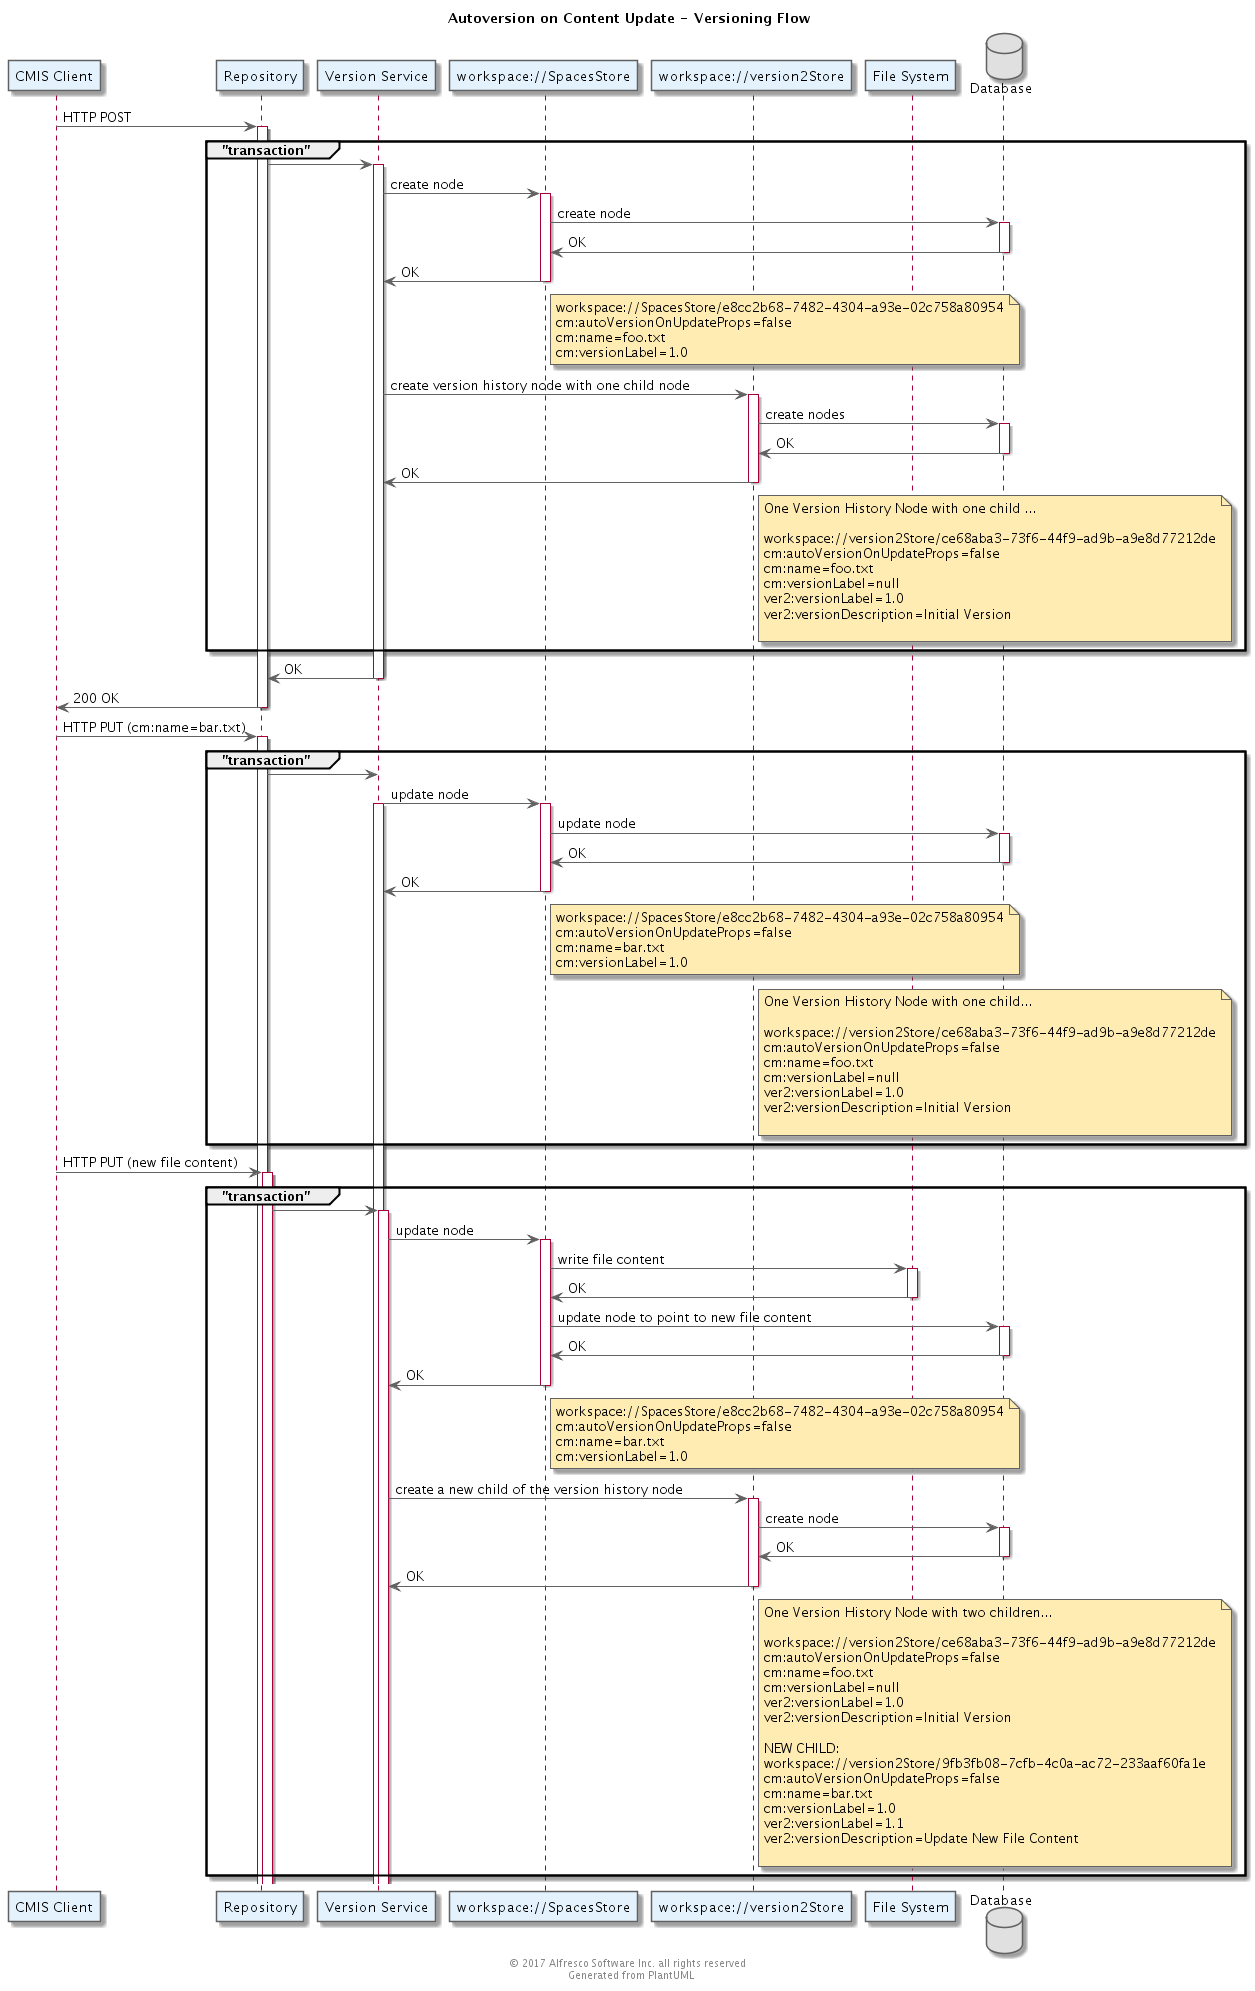 Autoversion on Content Update - Versioning Flow
CMIS Client
Repository
Version Service
workspace://SpacesStore
workspace://version2Store
File System
Database
HTTP POST
"transaction"
create node
create node
OK
OK
workspace://SpacesStore/e8cc2b68-7482-4304-a93e-02c758a80954
cm:autoVersionOnUpdateProps=false
cm:name=foo.txt
cm:versionLabel=1.0
create version history node with one child node
create nodes
OK
OK
One Version History Node with one child ...
workspace://version2Store/ce68aba3-73f6-44f9-ad9b-a9e8d77212de
cm:autoVersionOnUpdateProps=false
cm:name=foo.txt
cm:versionLabel=null
ver2:versionLabel=1.0
ver2:versionDescription=Initial Version
OK
200 OK
HTTP PUT (cm:name=bar.txt)
"transaction"
update node
update node
OK
OK
workspace://SpacesStore/e8cc2b68-7482-4304-a93e-02c758a80954
cm:autoVersionOnUpdateProps=false
cm:name=bar.txt
cm:versionLabel=1.0
One Version History Node with one child...
workspace://version2Store/ce68aba3-73f6-44f9-ad9b-a9e8d77212de
cm:autoVersionOnUpdateProps=false
cm:name=foo.txt
cm:versionLabel=null
ver2:versionLabel=1.0
ver2:versionDescription=Initial Version
HTTP PUT (new file content)
"transaction"
update node
write file content
OK
update node to point to new file content
OK
OK
workspace://SpacesStore/e8cc2b68-7482-4304-a93e-02c758a80954
cm:autoVersionOnUpdateProps=false
cm:name=bar.txt
cm:versionLabel=1.0
create a new child of the version history node
create node
OK
OK
One Version History Node with two children...
workspace://version2Store/ce68aba3-73f6-44f9-ad9b-a9e8d77212de
cm:autoVersionOnUpdateProps=false
cm:name=foo.txt
cm:versionLabel=null
ver2:versionLabel=1.0
ver2:versionDescription=Initial Version
NEW CHILD:
workspace://version2Store/9fb3fb08-7cfb-4c0a-ac72-233aaf60fa1e
cm:autoVersionOnUpdateProps=false
cm:name=bar.txt
cm:versionLabel=1.0
ver2:versionLabel=1.1
ver2:versionDescription=Update New File Content
CMIS Client
Repository
Version Service
workspace://SpacesStore
workspace://version2Store
File System
Database
© 2017 Alfresco Software Inc. all rights reserved
Generated from PlantUML